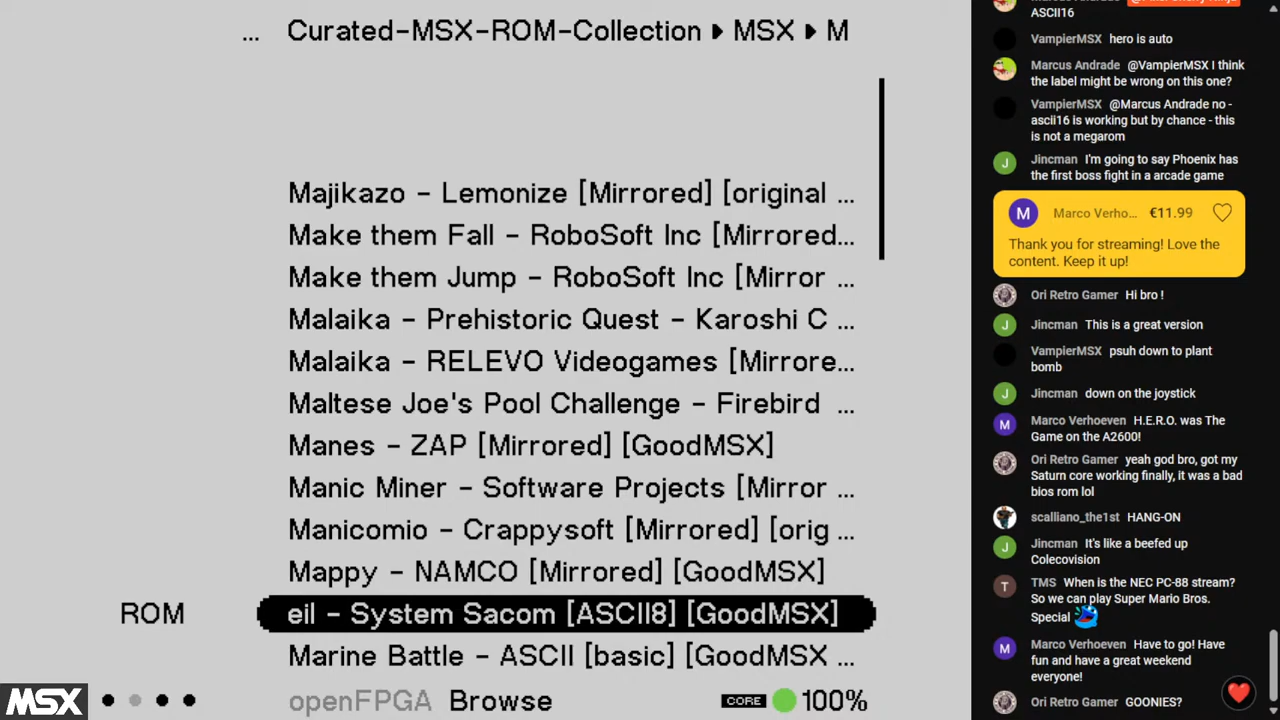 ... Curated-MSX-ROM-Collection ▸ MSX ▸ M
Majikazo - Lemonize [Mirrored] [original ...
Make them Fall - RoboSoft Inc [Mirrored...
Make them Jump - RoboSoft Inc [Mirror ...
Malaika - Prehistoric Quest - Karoshi C ...
Malaika - RELEVO Videogames [Mirrore...
Maltese Joe's Pool Challenge - Firebird ...
Manes - ZAP [Mirrored] [GoodMSX]
Manic Miner - Software Projects [Mirror ...
Manicomio - Crappysoft [Mirrored] [orig ...
Mappy - NAMCO [Mirrored] [GoodMSX]
ROM eil - System Sacom [ASCII8] [GoodMSX]
Marine Battle - ASCII [basic] [GoodMSX ...
MSX openFPGA Browse CORE 100%
ASCII16
VampierMSX hero is auto
Marcus Andrade @VampierMSX I think
the label might be wrong on this one?
VampierMSX @Marcus Andrade no -
ascii16 is working but by chance - this
is not a megarom
J Jincman I'm going to say Phoenix has
the first boss fight in a arcade game
M Marco Verho... €11.99
Thank you for streaming! Love the
content. Keep it up!
Ori Retro Gamer Hi bro !
J Jincman This is a great version
VampierMSX psuh down to plant
bomb
J Jincman down on the joystick
M Marco Verhoeven H.E.R.O. was The
Game on the A2600!
Ori Retro Gamer yeah god bro, got my
Saturn core working finally, it was a bad
bios rom lol
scalliano_the1st HANG-ON
J Jincman It's like a beefed up
Colecovision
T TMS When is the NEC PC-88 stream?
So we can play Super Mario Bros.
Special
M Marco Verhoeven Have to go! Have
fun and have a great weekend
everyone!
Ori Retro Gamer GOONIES?